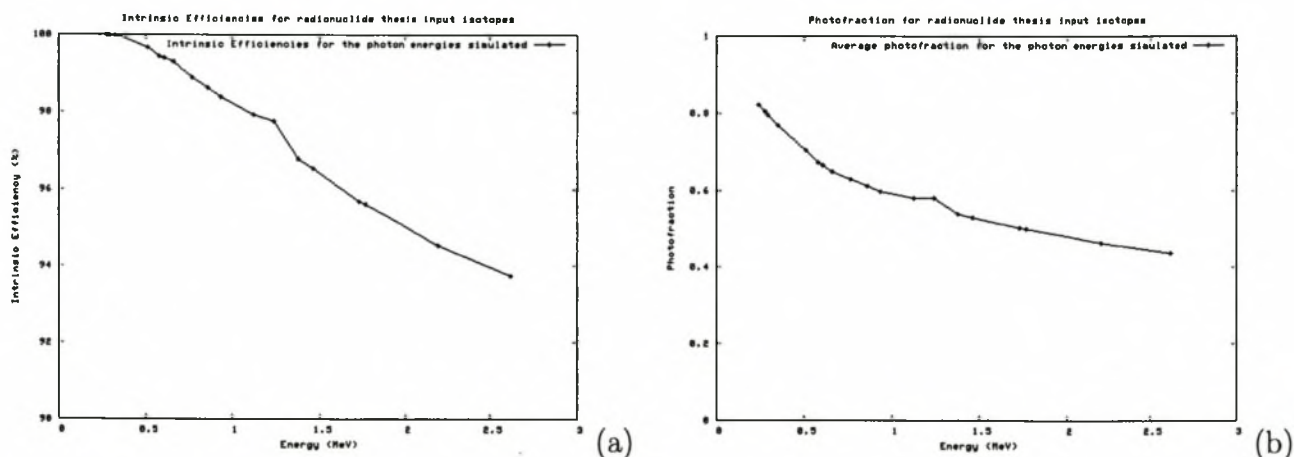 Intrinsic Efficiencies for radionuclide thesis input isotopes
Intrinsic Efficiencies for the photon energies simulated
100
98
96
94
92
90
Intrinsic Efficiency (%)
0 0.5 1 1.5 2 2.5 3
Energy (MeV)
(a)
Photofraction for radionuclide thesis input isotopes
Average photofraction for the photon energies simulated
1
0.8
0.6
0.4
0.2
0
Photofraction
0 0.5 1 1.5 2 2.5 3
Energy (MeV)
(b)